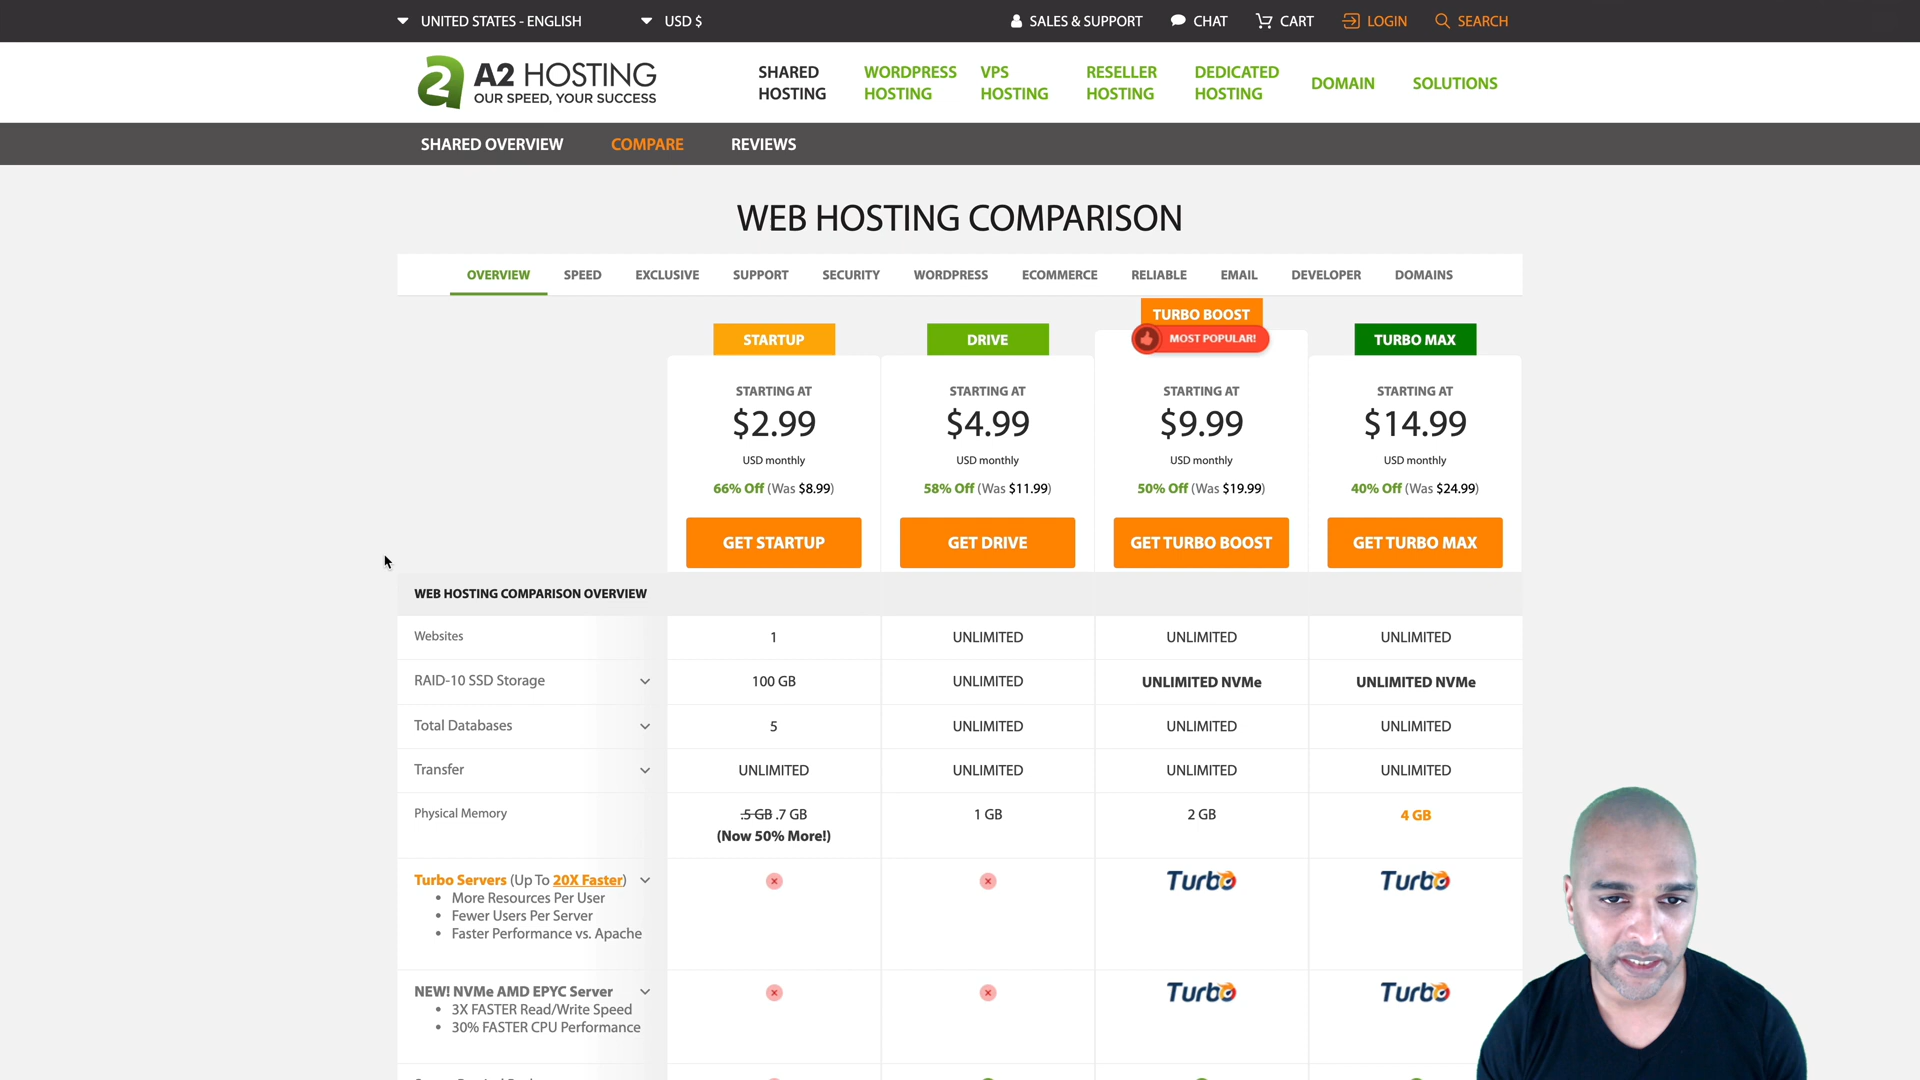 UNITED STATES - ENGLISH USD $ SALES & SUPPORT CHAT CART LOGIN SEARCH
A2 HOSTING
OUR SPEED, YOUR SUCCESS
SHARED HOSTING
WORDPRESS HOSTING
VPS HOSTING
RESELLER HOSTING
DEDICATED HOSTING
DOMAIN
SOLUTIONS
SHARED OVERVIEW COMPARE REVIEWS
WEB HOSTING COMPARISON
OVERVIEW SPEED EXCLUSIVE SUPPORT SECURITY WORDPRESS ECOMMERCE RELIABLE EMAIL DEVELOPER DOMAINS
TURBO BOOST
STARTUP DRIVE MOST POPULAR! TURBO MAX
STARTING AT STARTING AT STARTING AT STARTING AT
$2.99 $4.99 $9.99 $14.99
USD monthly USD monthly USD monthly USD monthly
66% Off (Was $8.99) 58% Off (Was $11.99) 50% Off (Was $19.99) 40% Off (Was $24.99)
GET STARTUP GET DRIVE GET TURBO BOOST GET TURBO MAX
WEB HOSTING COMPARISON OVERVIEW
Websites 1 UNLIMITED UNLIMITED UNLIMITED
RAID-10 SSD Storage 100 GB UNLIMITED UNLIMITED NVMe UNLIMITED NVMe
Total Databases 5 UNLIMITED UNLIMITED UNLIMITED
Transfer UNLIMITED UNLIMITED UNLIMITED UNLIMITED
Physical Memory .5 GB .7 GB 1 GB 2 GB 4 GB
(Now 50% More!)
Turbo Servers (Up To 20X Faster) Turbo Turbo
• More Resources Per User
• Fewer Users Per Server
• Faster Performance vs. Apache
NEW! NVMe AMD EPYC Server Turbo Turbo
• 3X FASTER Read/Write Speed
• 30% FASTER CPU Performance